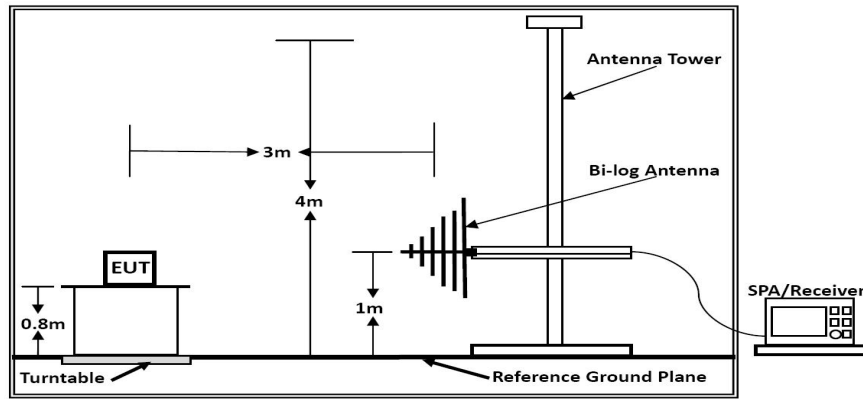 Antenna Tower
3m
Bi-log Antenna
4m
EUT
SPA/Receiver
0.8m
1m
Turntable
Reference Ground Plane